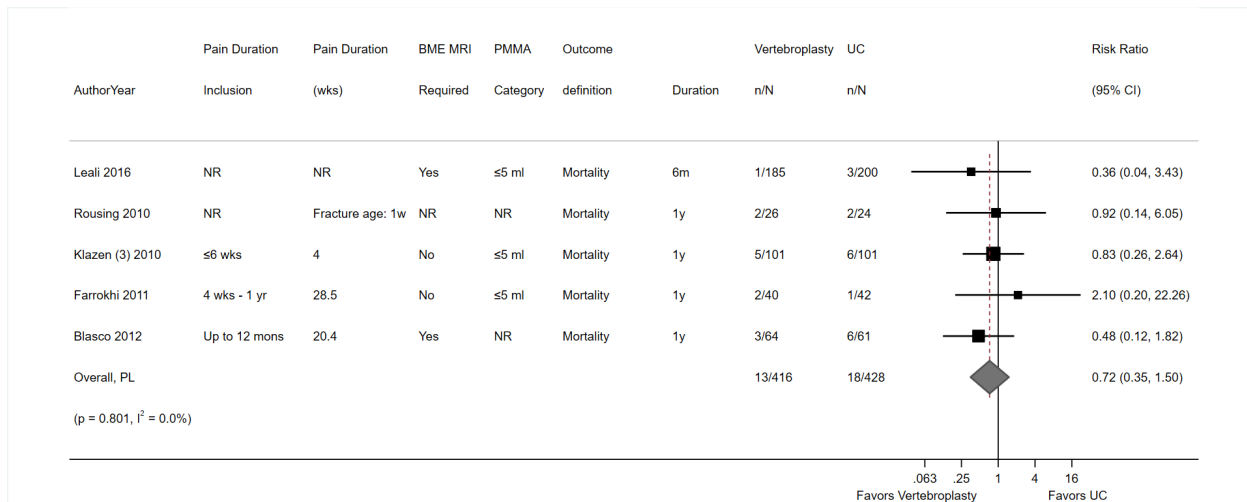 Pain Duration Pain Duration BME MRI PMMA Outcome Vertebroplasty UC Risk Ratio
AuthorYear Inclusion (wks) Required Category definition Duration n/N n/N (95% CI)
Leali 2016 NR NR Yes ≤5 ml Mortality 6m 1/185 3/200 0.36 (0.04, 3.43)
Rousing 2010 NR Fracture age: 1w NR NR Mortality 1y 2/26 2/24 0.92 (0.14, 6.05)
Klazen (3) 2010 ≤6 wks 4 No ≤5 ml Mortality 1y 5/101 6/101 0.83 (0.26, 2.64)
Farrokhi 2011 4 wks - 1 yr 28.5 No ≤5 ml Mortality 1y 2/40 1/42 2.10 (0.20, 22.26)
Blasco 2012 Up to 12 mons 20.4 Yes NR Mortality 1y 3/64 6/61 0.48 (0.12, 1.82)
Overall, PL 13/416 18/428 0.72 (0.35, 1.50)
(p = 0.801, I² = 0.0%)
.063 .25 1 4 16
Favors Vertebroplasty Favors UC